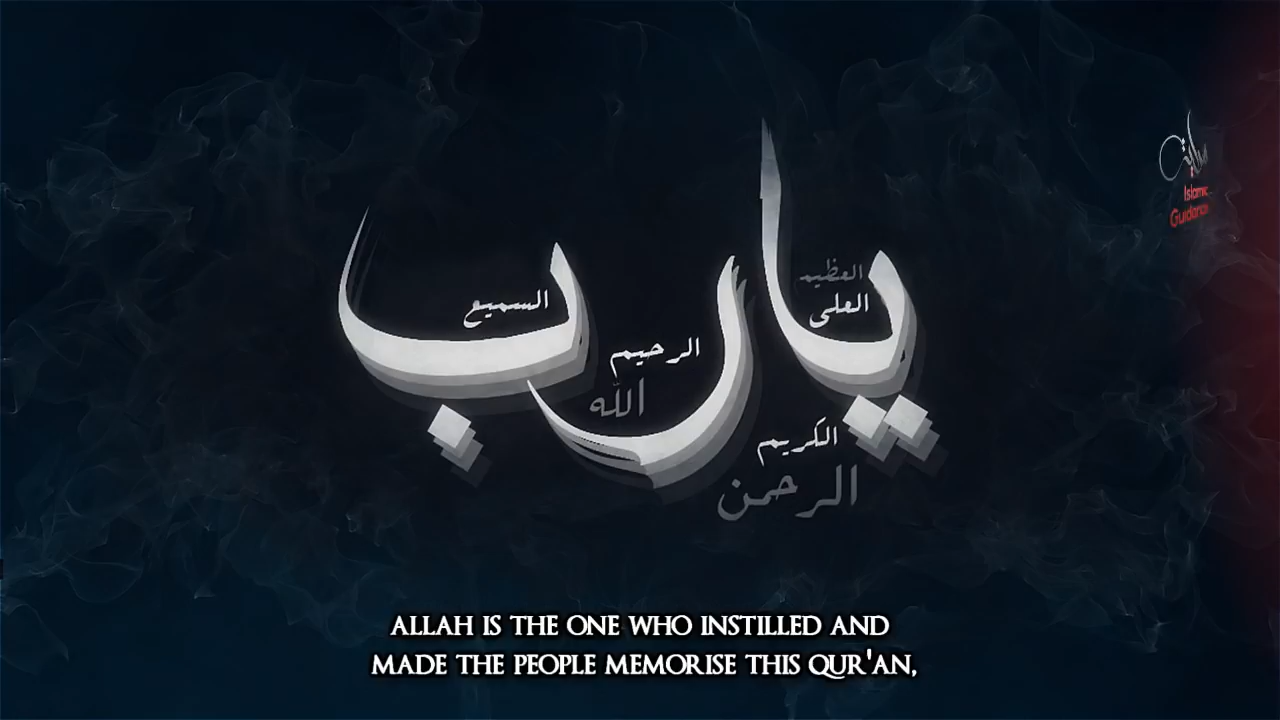 يارب
العظيم
العلى
السميع
الرحيم
الله
الكريم
الرحمن
Islamic
Guidance
ALLAH IS THE ONE WHO INSTILLED AND
MADE THE PEOPLE MEMORISE THIS QUR'AN,